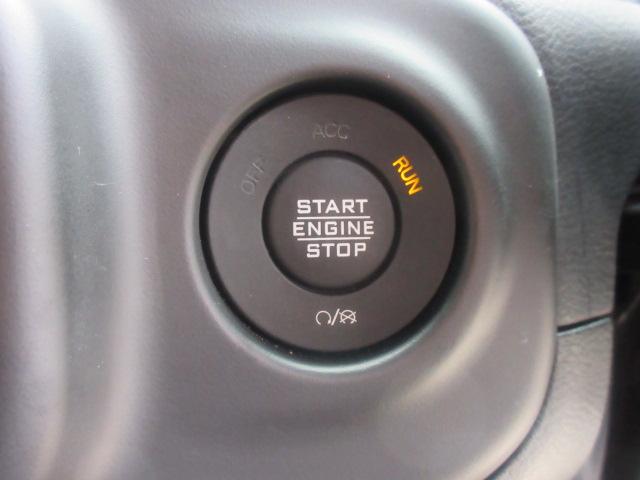 ACC
OFF
RUN
START
ENGINE
STOP